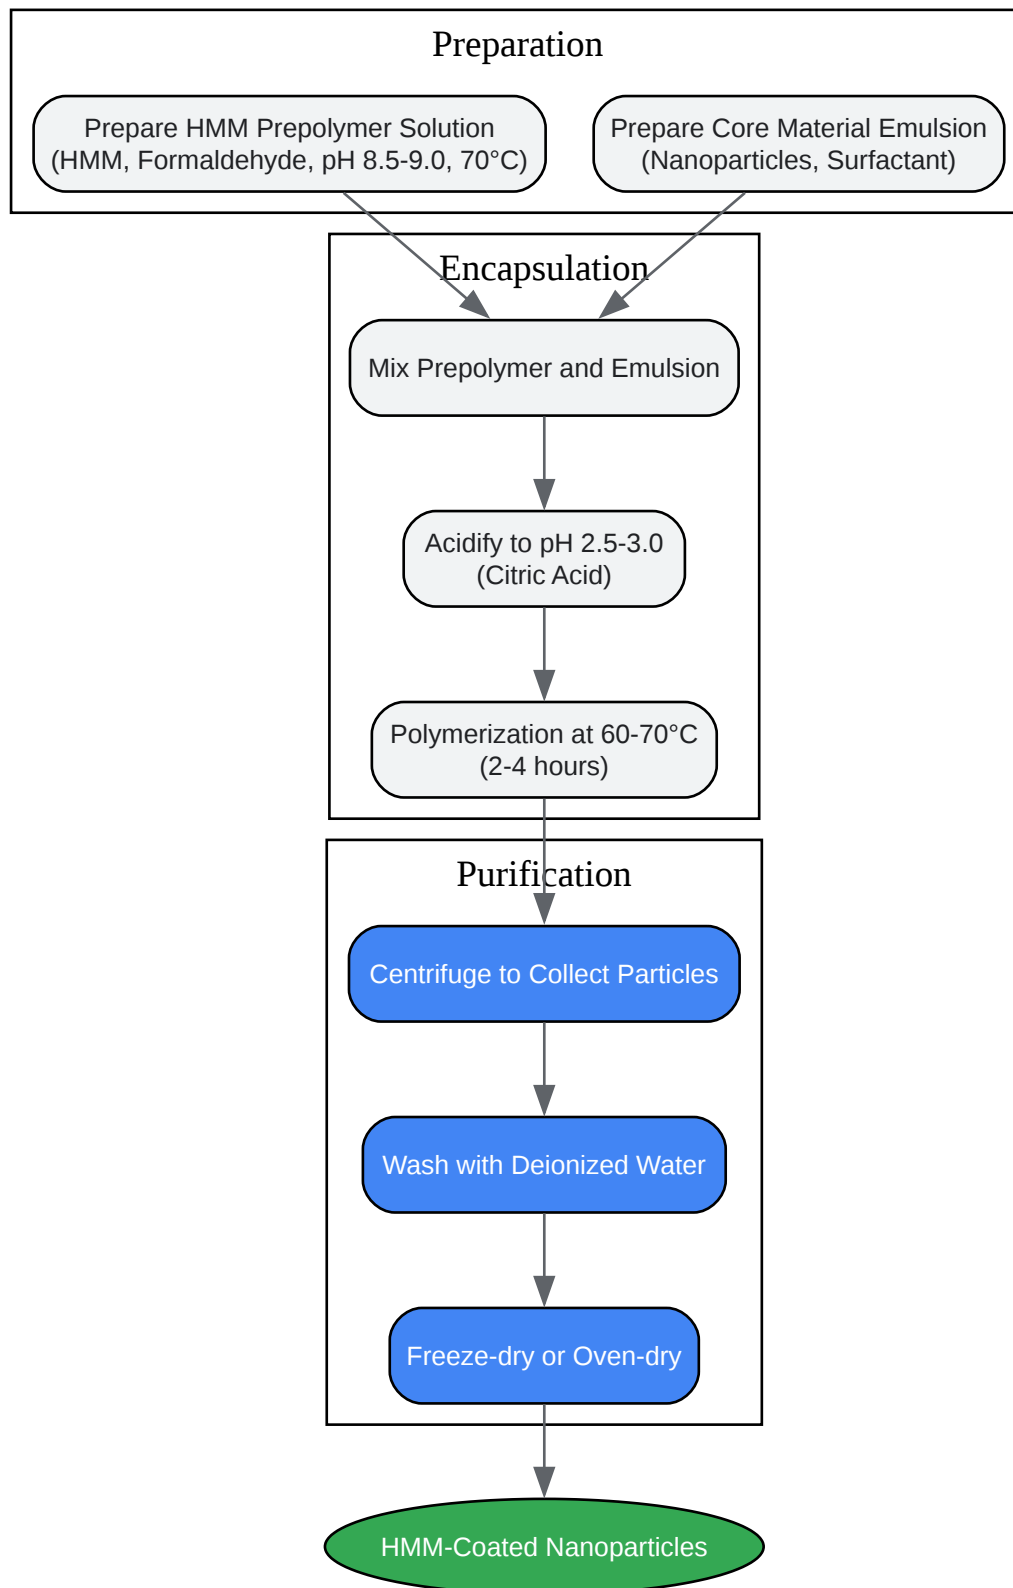 Preparation
Prepare HMM Prepolymer Solution
(HMM, Formaldehyde, pH 8.5-9.0, 70°C)
Prepare Core Material Emulsion
(Nanoparticles, Surfactant)
Encapsulation
Mix Prepolymer and Emulsion
Acidify to pH 2.5-3.0
(Citric Acid)
Polymerization at 60-70°C
(2-4 hours)
Purification
Centrifuge to Collect Particles
Wash with Deionized Water
Freeze-dry or Oven-dry
HMM-Coated Nanoparticles